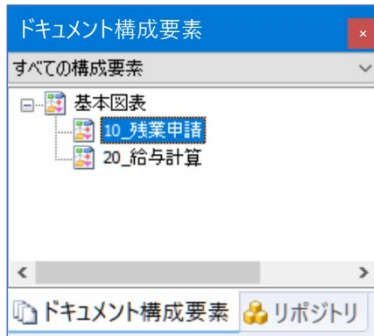 ドキュメント構成要素
すべての構成要素
基本図表
10_残業申請
20_給与計算
ドキュメント構成要素 リポジトリ